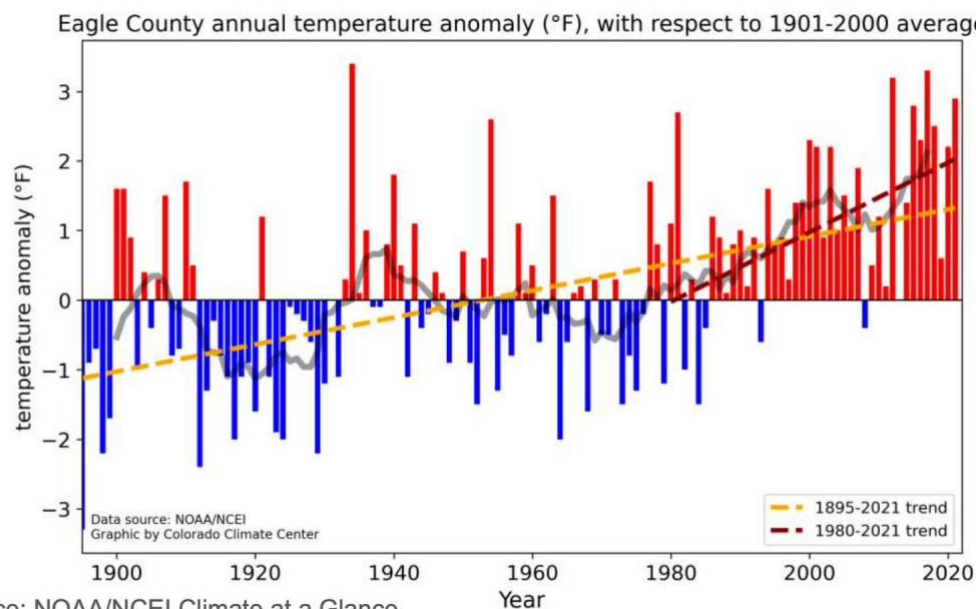 Eagle County annual temperature anomaly (°F), with respect to 1901-2000 average
temperature anomaly (°F)
3
2
1
0
−1
−2
−3
Data source: NOAA/NCEI
Graphic by Colorado Climate Center
1895-2021 trend
1980-2021 trend
1900 1920 1940 1960 1980 2000 2020
Year
ce: NOAA/NCEI Climate at a Glance